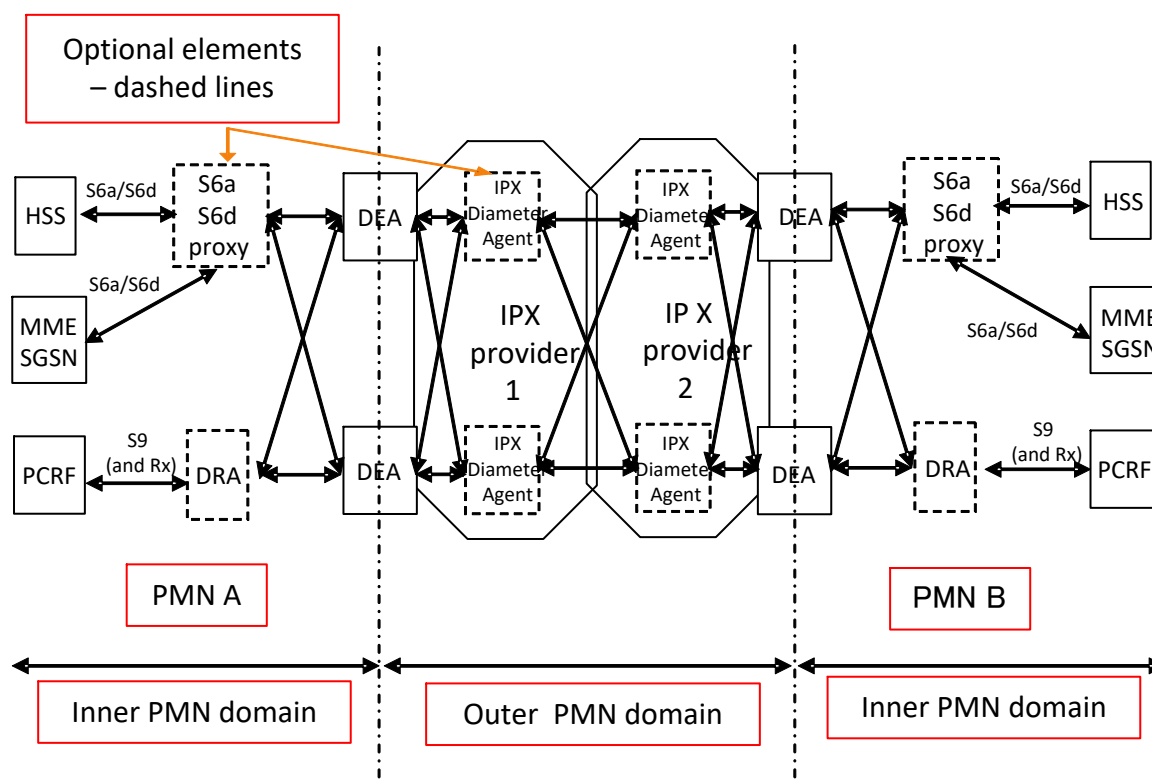 Optional elements
– dashed lines
HSS
S6a/S6d
S6a
S6d
proxy
S6a/S6d
MME
SGSN
PCRF
S9
(and Rx)
DRA
DEA
DEA
IPX
Diameter
Agent
IPX
provider
1
IPX
Diameter
Agent
IPX
Diameter
Agent
IP X
provider
2
IPX
Diameter
Agent
DEA
DEA
S6a
S6d
proxy
S6a/S6d
HSS
S6a/S6d
MME
SGSN
DRA
S9
(and Rx)
PCRF
PMN A
PMN B
Inner PMN domain
Outer PMN domain
Inner PMN domain